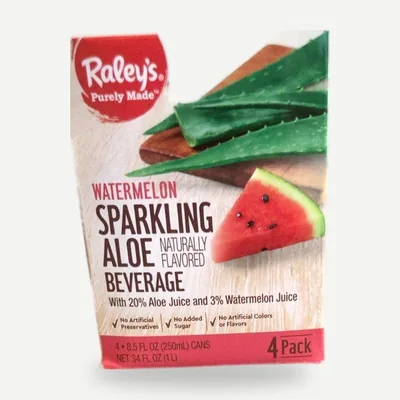 Raley's®
Purely Made™
WATERMELON
SPARKLING
ALOE NATURALLY FLAVORED
BEVERAGE
With 20% Aloe Juice and 3% Watermelon Juice
✓ No Artificial Preservatives ✓ No Added Sugar ✓ No Artificial Colors or Flavors
4 • 8.5 FL OZ (250mL) CANS
NET 34 FL OZ (1L)
4 Pack